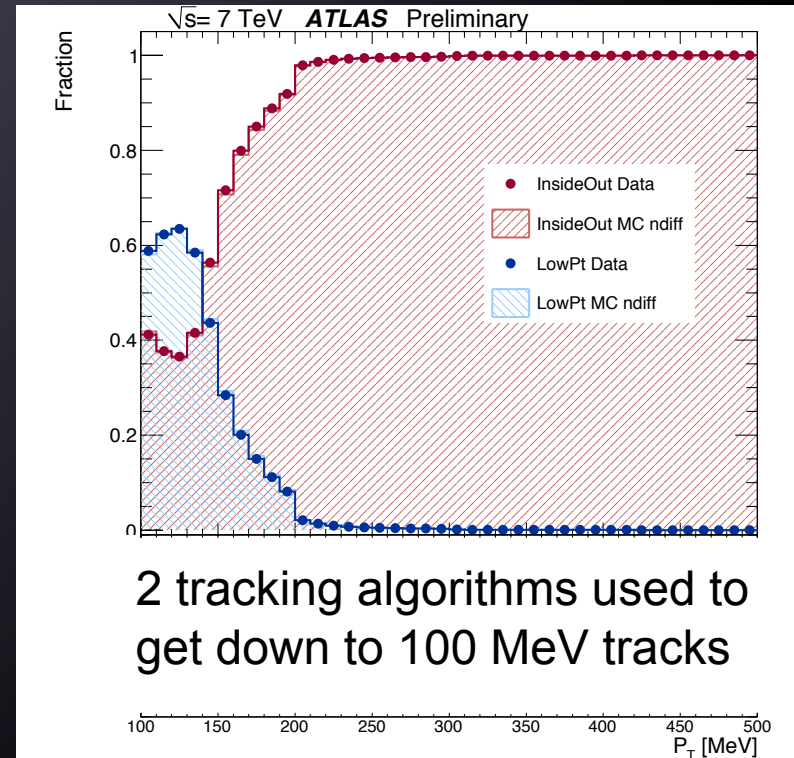 √s= 7 TeV ATLAS Preliminary
Fraction
1
0.8
0.6
0.4
0.2
0
InsideOut Data
InsideOut MC ndiff
LowPt Data
LowPt MC ndiff
2 tracking algorithms used to
get down to 100 MeV tracks
100 150 200 250 300 350 400 450 500
P_T [MeV]